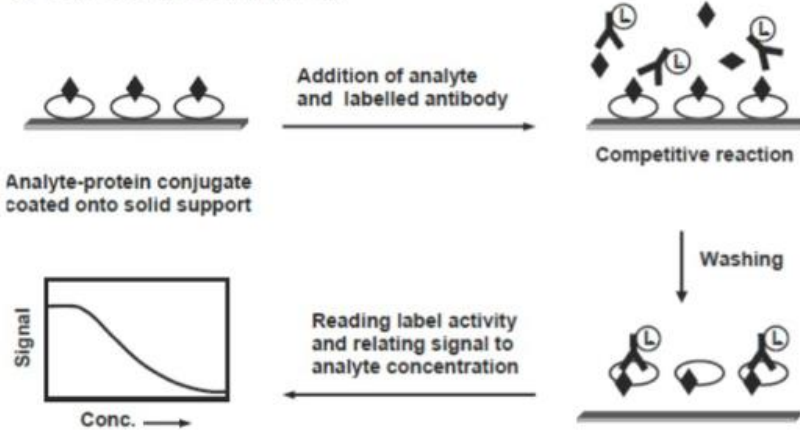 Addition of analyte
and labelled antibody
L
L
L
Competitive reaction
Analyte-protein conjugate
coated onto solid support
Washing
Signal
Reading label activity
and relating signal to
analyte concentration
L
L
Conc.